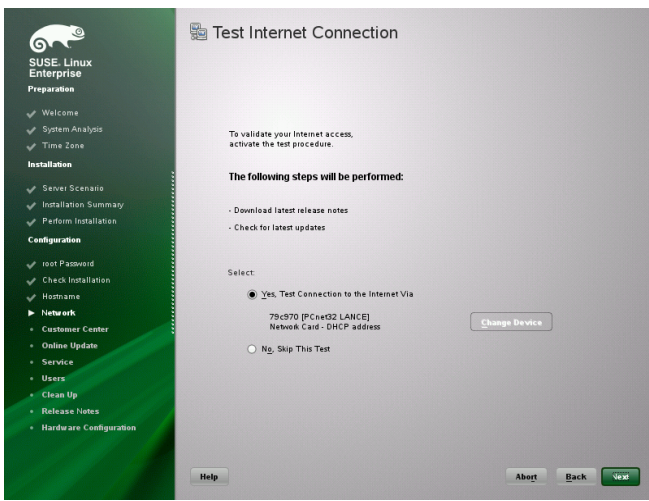 SUSE. Linux
Enterprise
Preparation
Welcome
System Analysis
Time Zone
Installation
Server Scenario
Installation Summary
Perform Installation
Configuration
root Password
Check Installation
Hostname
Network
Customer Center
Online Update
Service
Users
Clean Up
Release Notes
Hardware Configuration
Test Internet Connection
To validate your Internet access,
activate the test procedure.
The following steps will be performed:
- Download latest release notes
- Check for latest updates
Select:
Yes, Test Connection to the Internet Via
79c970 [PCnet32 LANCE]
Network Card - DHCP address
Change Device
No, Skip This Test
Help
Abort
Back
Next